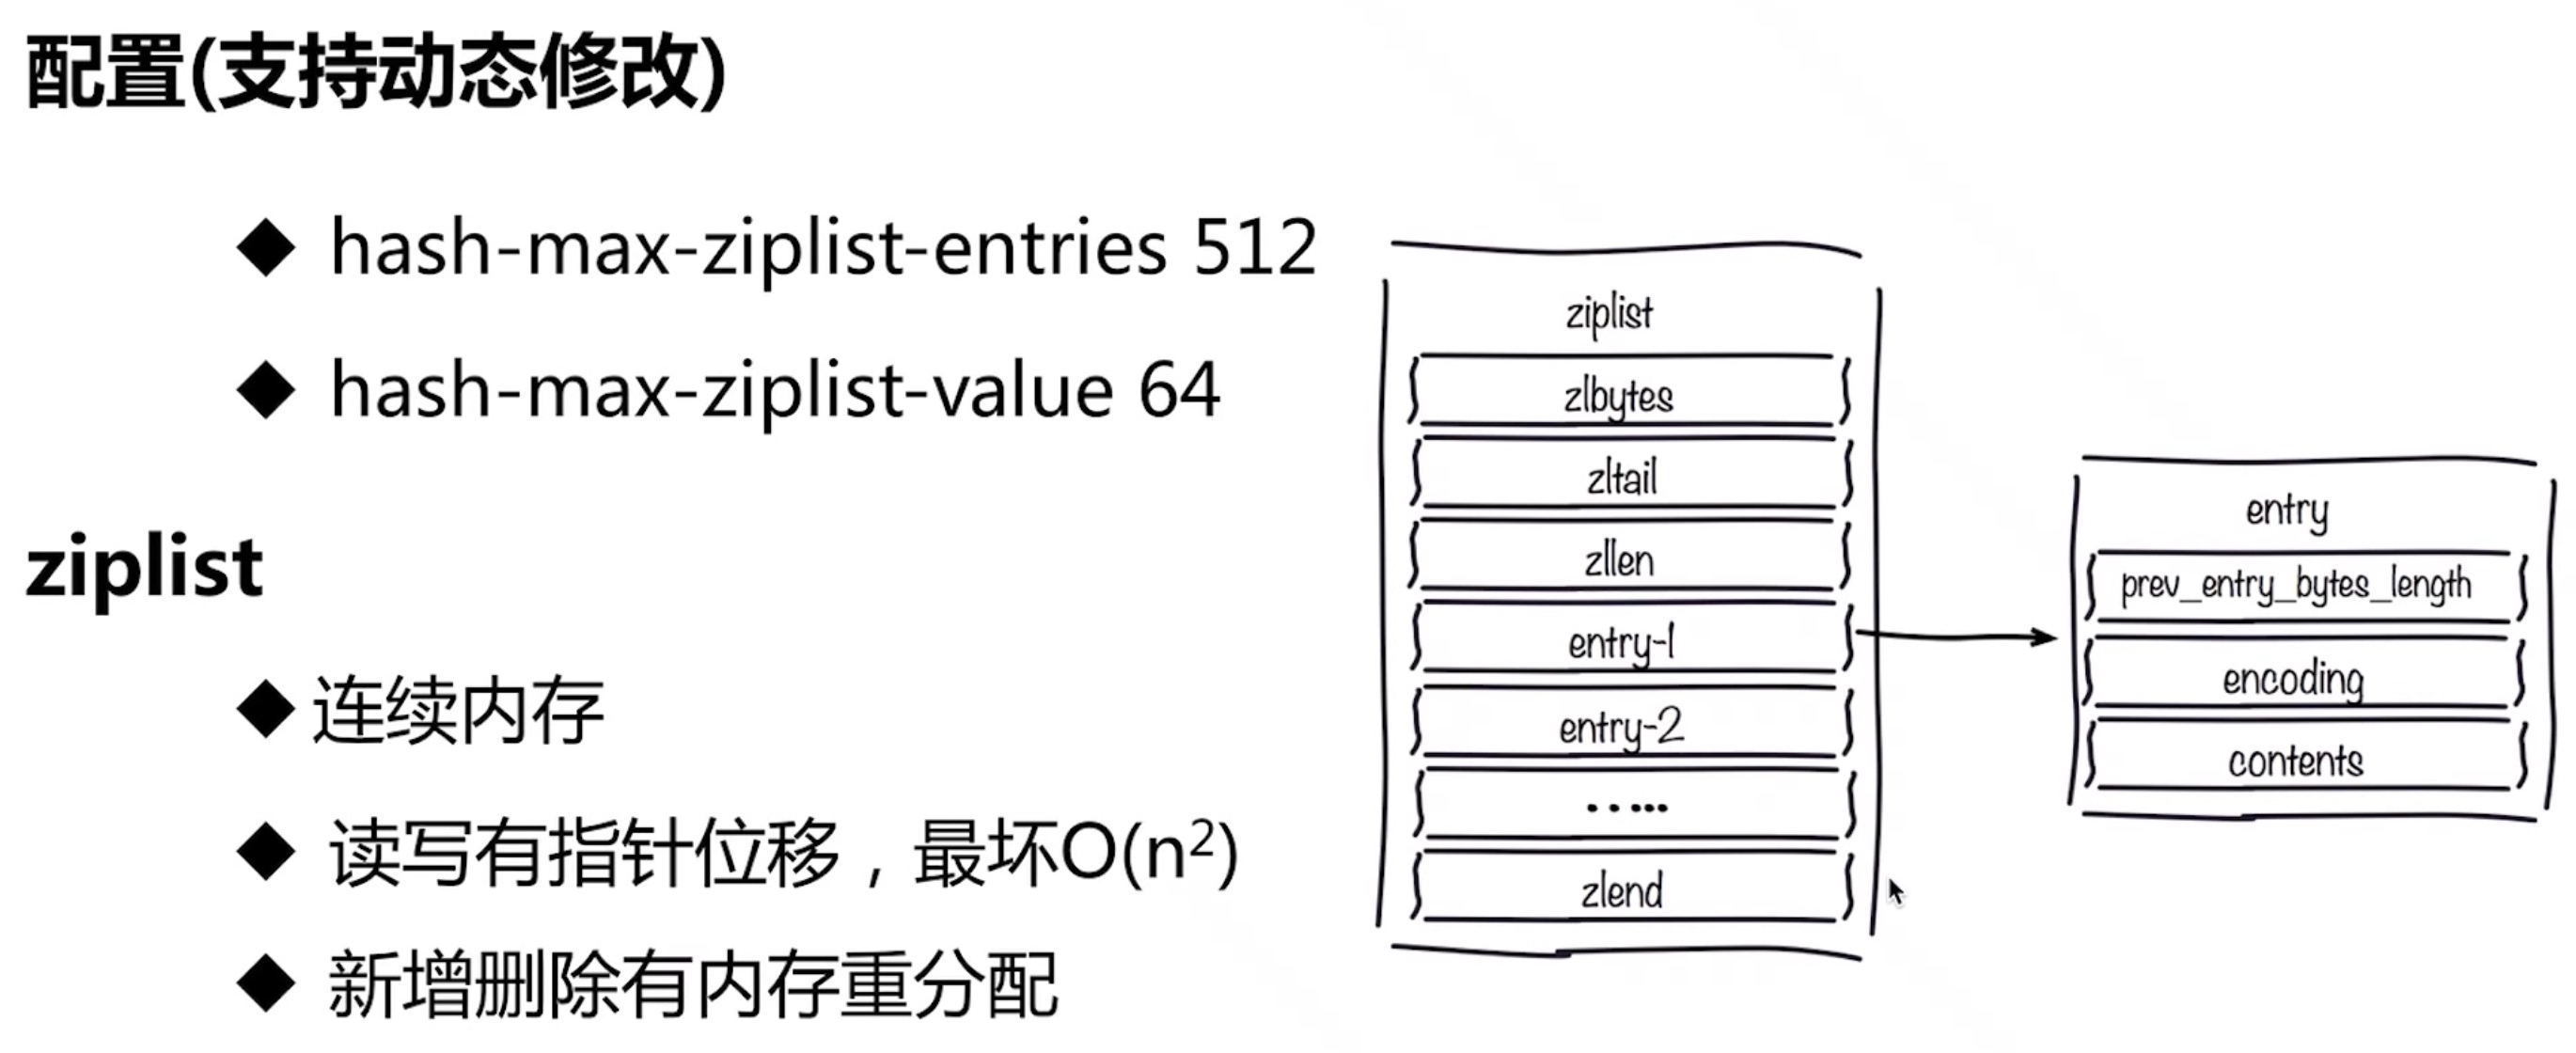 配置(支持动态修改)
◆ hash-max-ziplist-entries 512
◆ hash-max-ziplist-value 64
ziplist
◆ 连续内存
◆ 读写有指针位移，最坏O(n²)
◆ 新增删除有内存重分配
ziplist
zlbytes
zltail
zllen
entry-1
entry-2
......
zlend
entry
prev_entry_bytes_length
encoding
contents